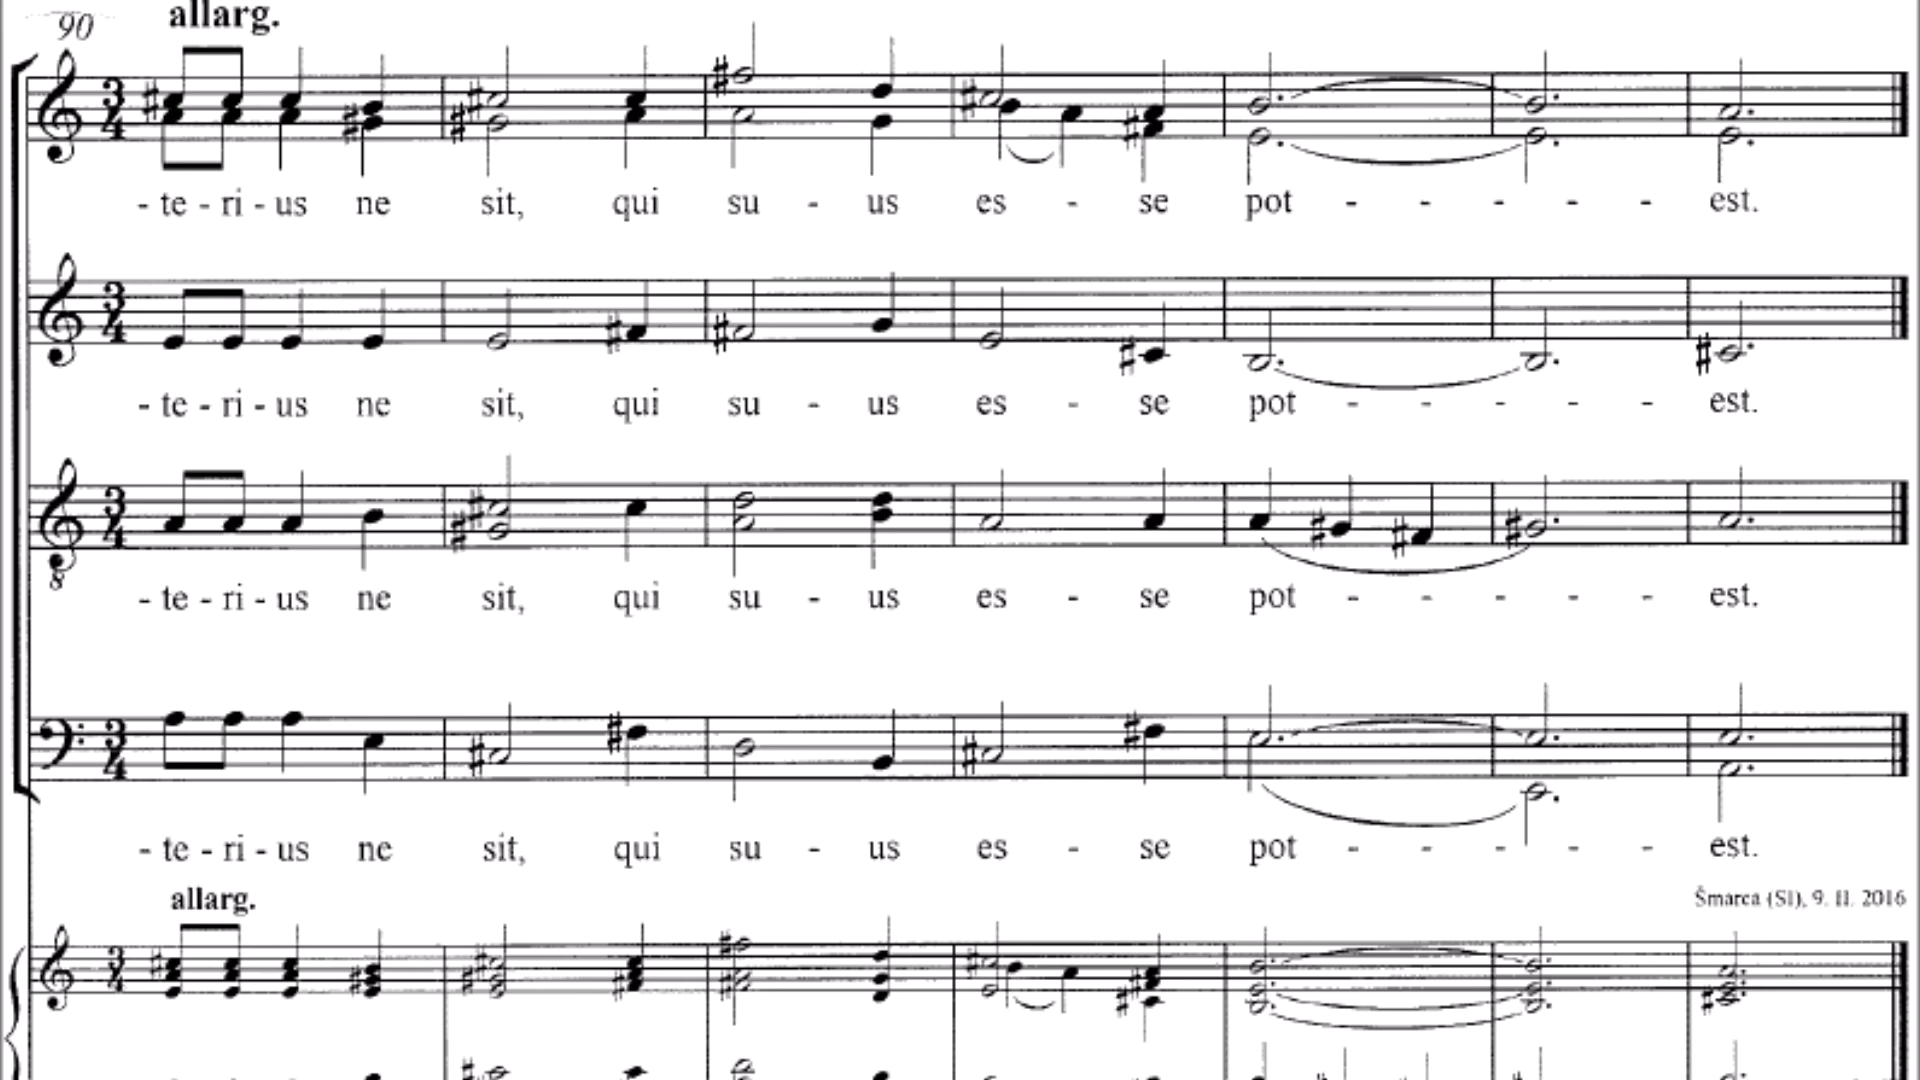 90 allarg.
- te - ri - us ne sit, qui su - us es - se pot - - - - - est.
- te - ri - us ne sit, qui su - us es - se pot - - - - - est.
8
- te - ri - us ne sit, qui su - us es - se pot - - - - - est.
- te - ri - us ne sit, qui su - us es - se pot - - - - - est.
allarg. Šmarca (SI), 9. II. 2016